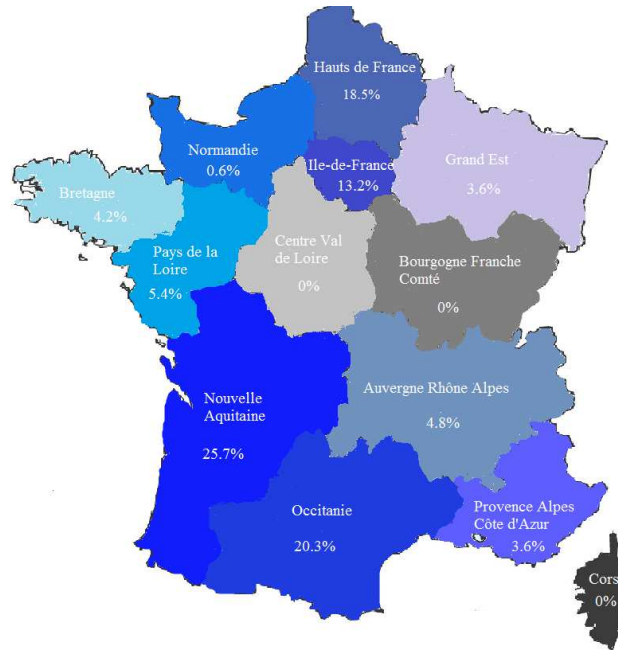 Hauts de France
18.5%
Normandie
0.6%
Ile-de-France
13.2%
Grand Est
3.6%
Bretagne
4.2%
Pays de la
Loire
5.4%
Centre Val
de Loire
0%
Bourgogne Franche
Comté
0%
Nouvelle
Aquitaine
25.7%
Auvergne Rhône Alpes
4.8%
Occitanie
20.3%
Provence Alpes
Côte d'Azur
3.6%
Cors
0%